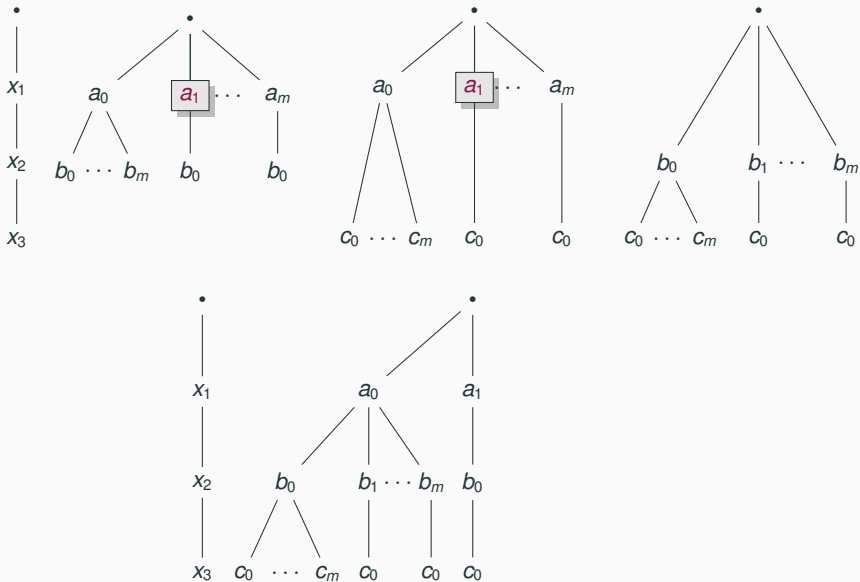 x₁ a₀ a₁ ··· aₘ a₀ a₁ ··· aₘ
x₂ b₀ ··· bₘ b₀ b₀ b₀ b₁ ··· bₘ
x₃ c₀ ··· cₘ c₀ c₀ c₀ ··· cₘ c₀ c₀
x₁ a₀ a₁
x₂ b₀ b₁ ··· bₘ b₀
x₃ c₀ ··· cₘ c₀ c₀ c₀